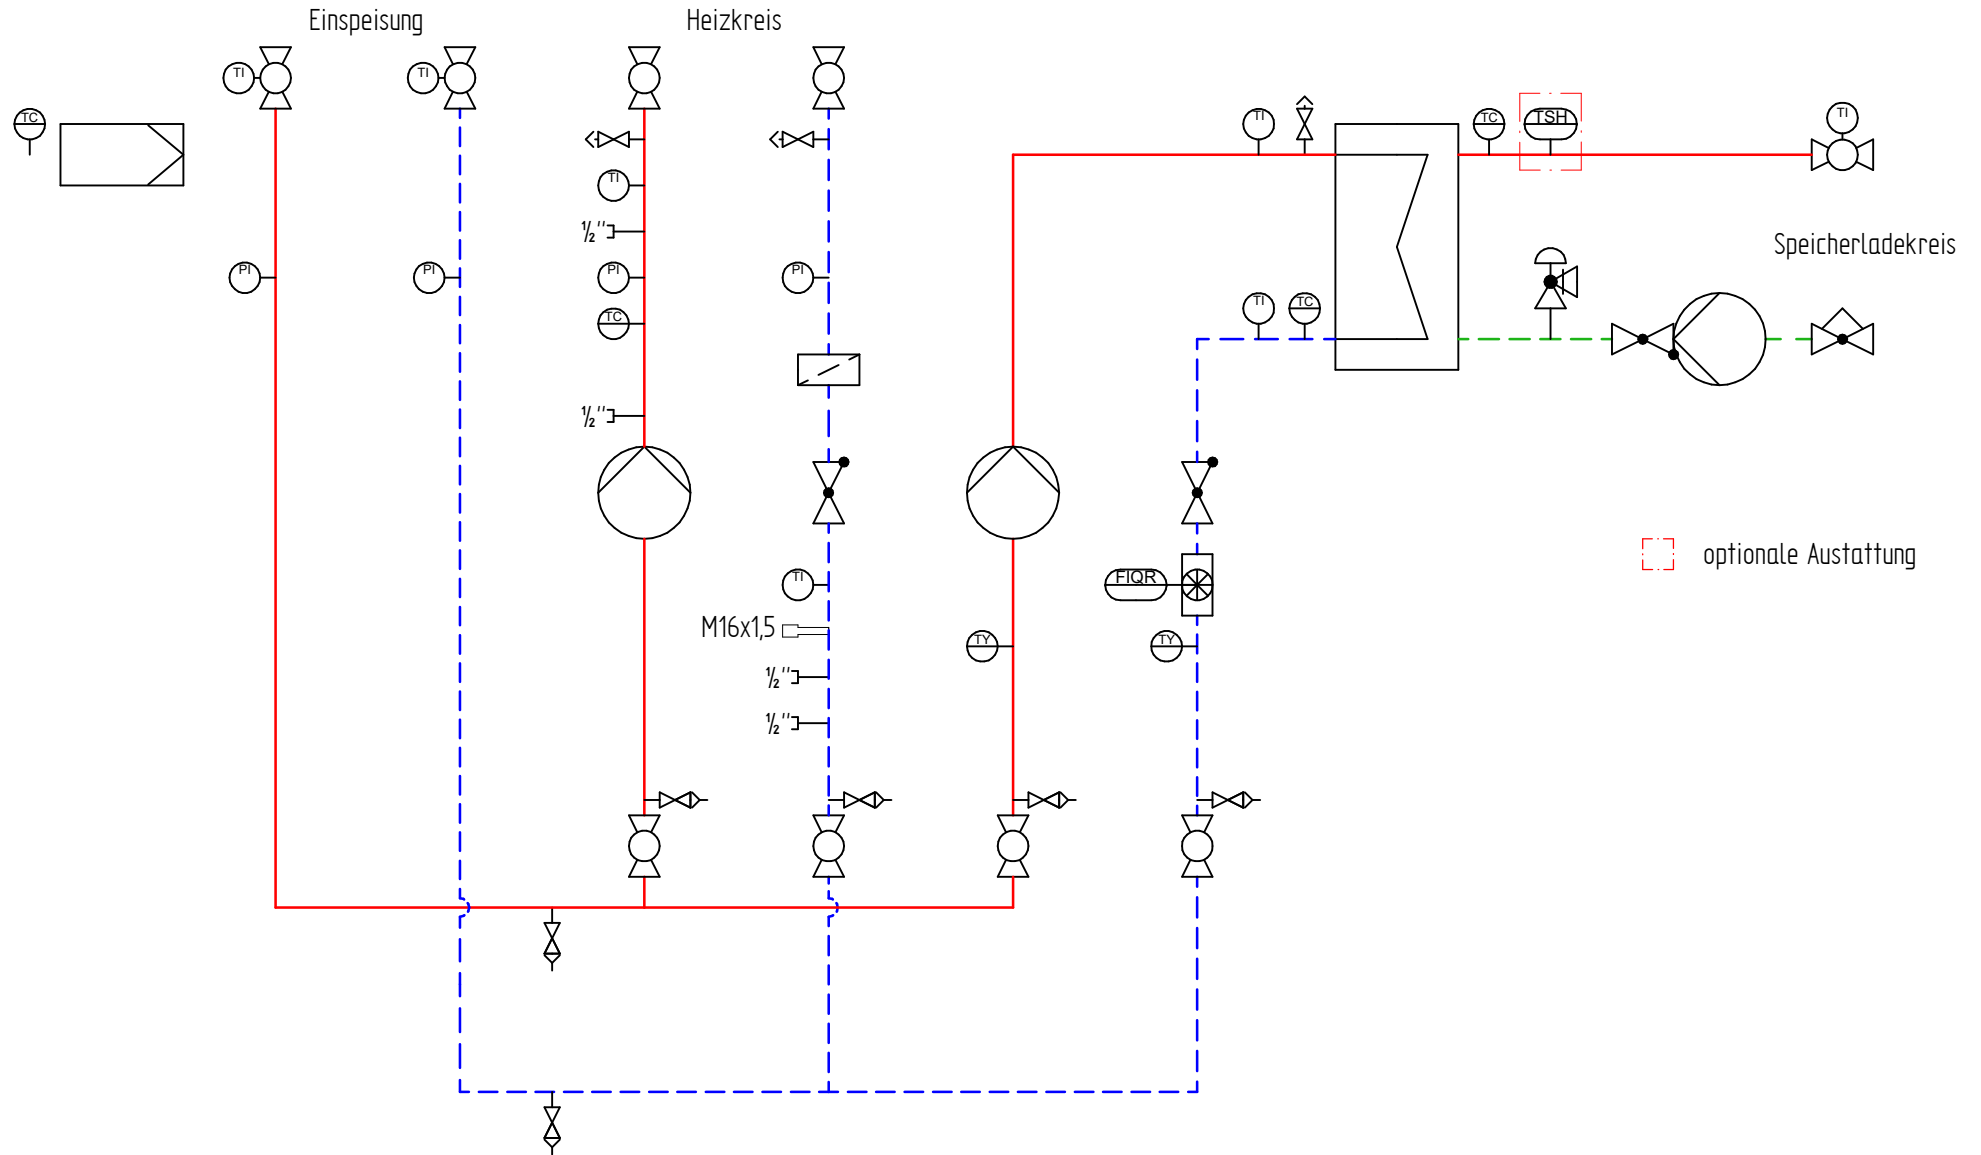 Einspeisung
Heizkreis
TI
TI
TC
TI
TC
TSH
TI
TI
½''
Speicherladekreis
PI
PI
PI
PI
TC
TI
TC
½''
optionale Austattung
TI
FIQR
M16x1,5
TY
TY
½''
½''